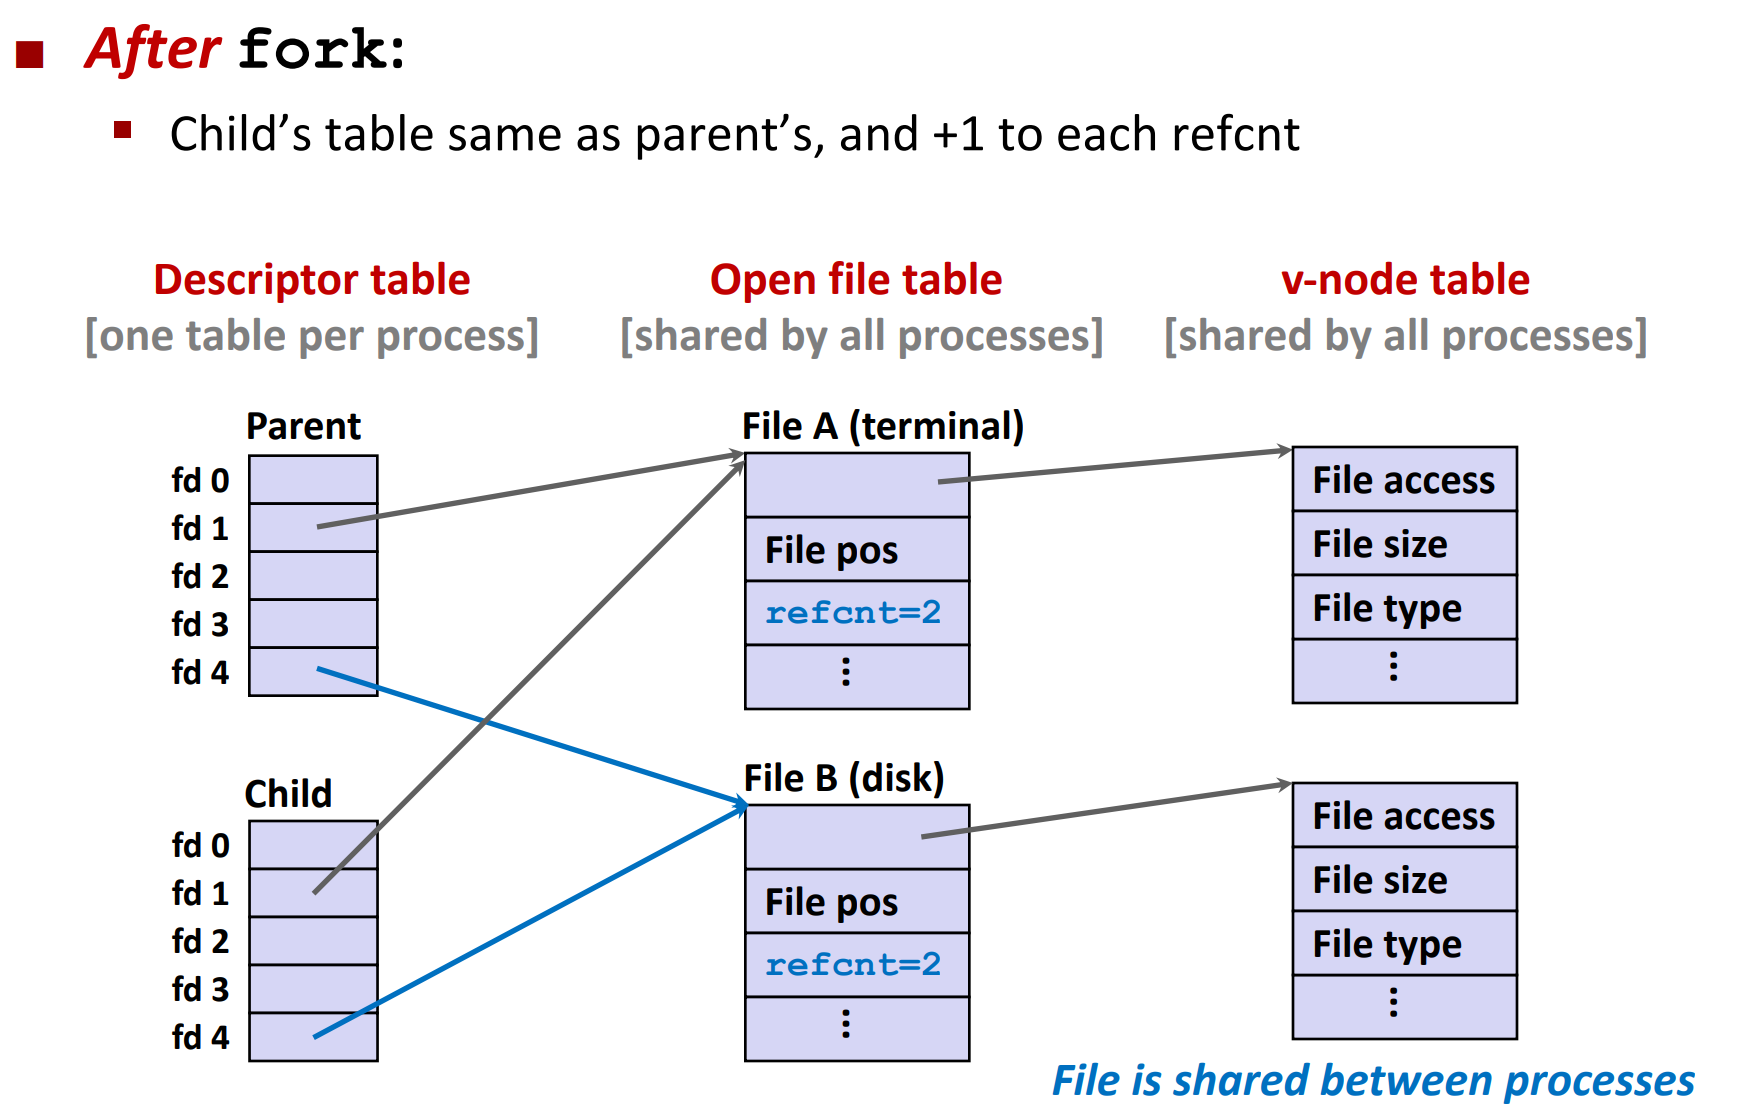 After fork:
Child’s table same as parent’s, and +1 to each refcnt
Descriptor table
[one table per process]
Open file table
[shared by all processes]
v-node table
[shared by all processes]
Parent
fd 0
fd 1
fd 2
fd 3
fd 4
Child
fd 0
fd 1
fd 2
fd 3
fd 4
File A (terminal)
File pos
refcnt=2
⋮
File B (disk)
File pos
refcnt=2
⋮
File access
File size
File type
⋮
File access
File size
File type
⋮
File is shared between processes